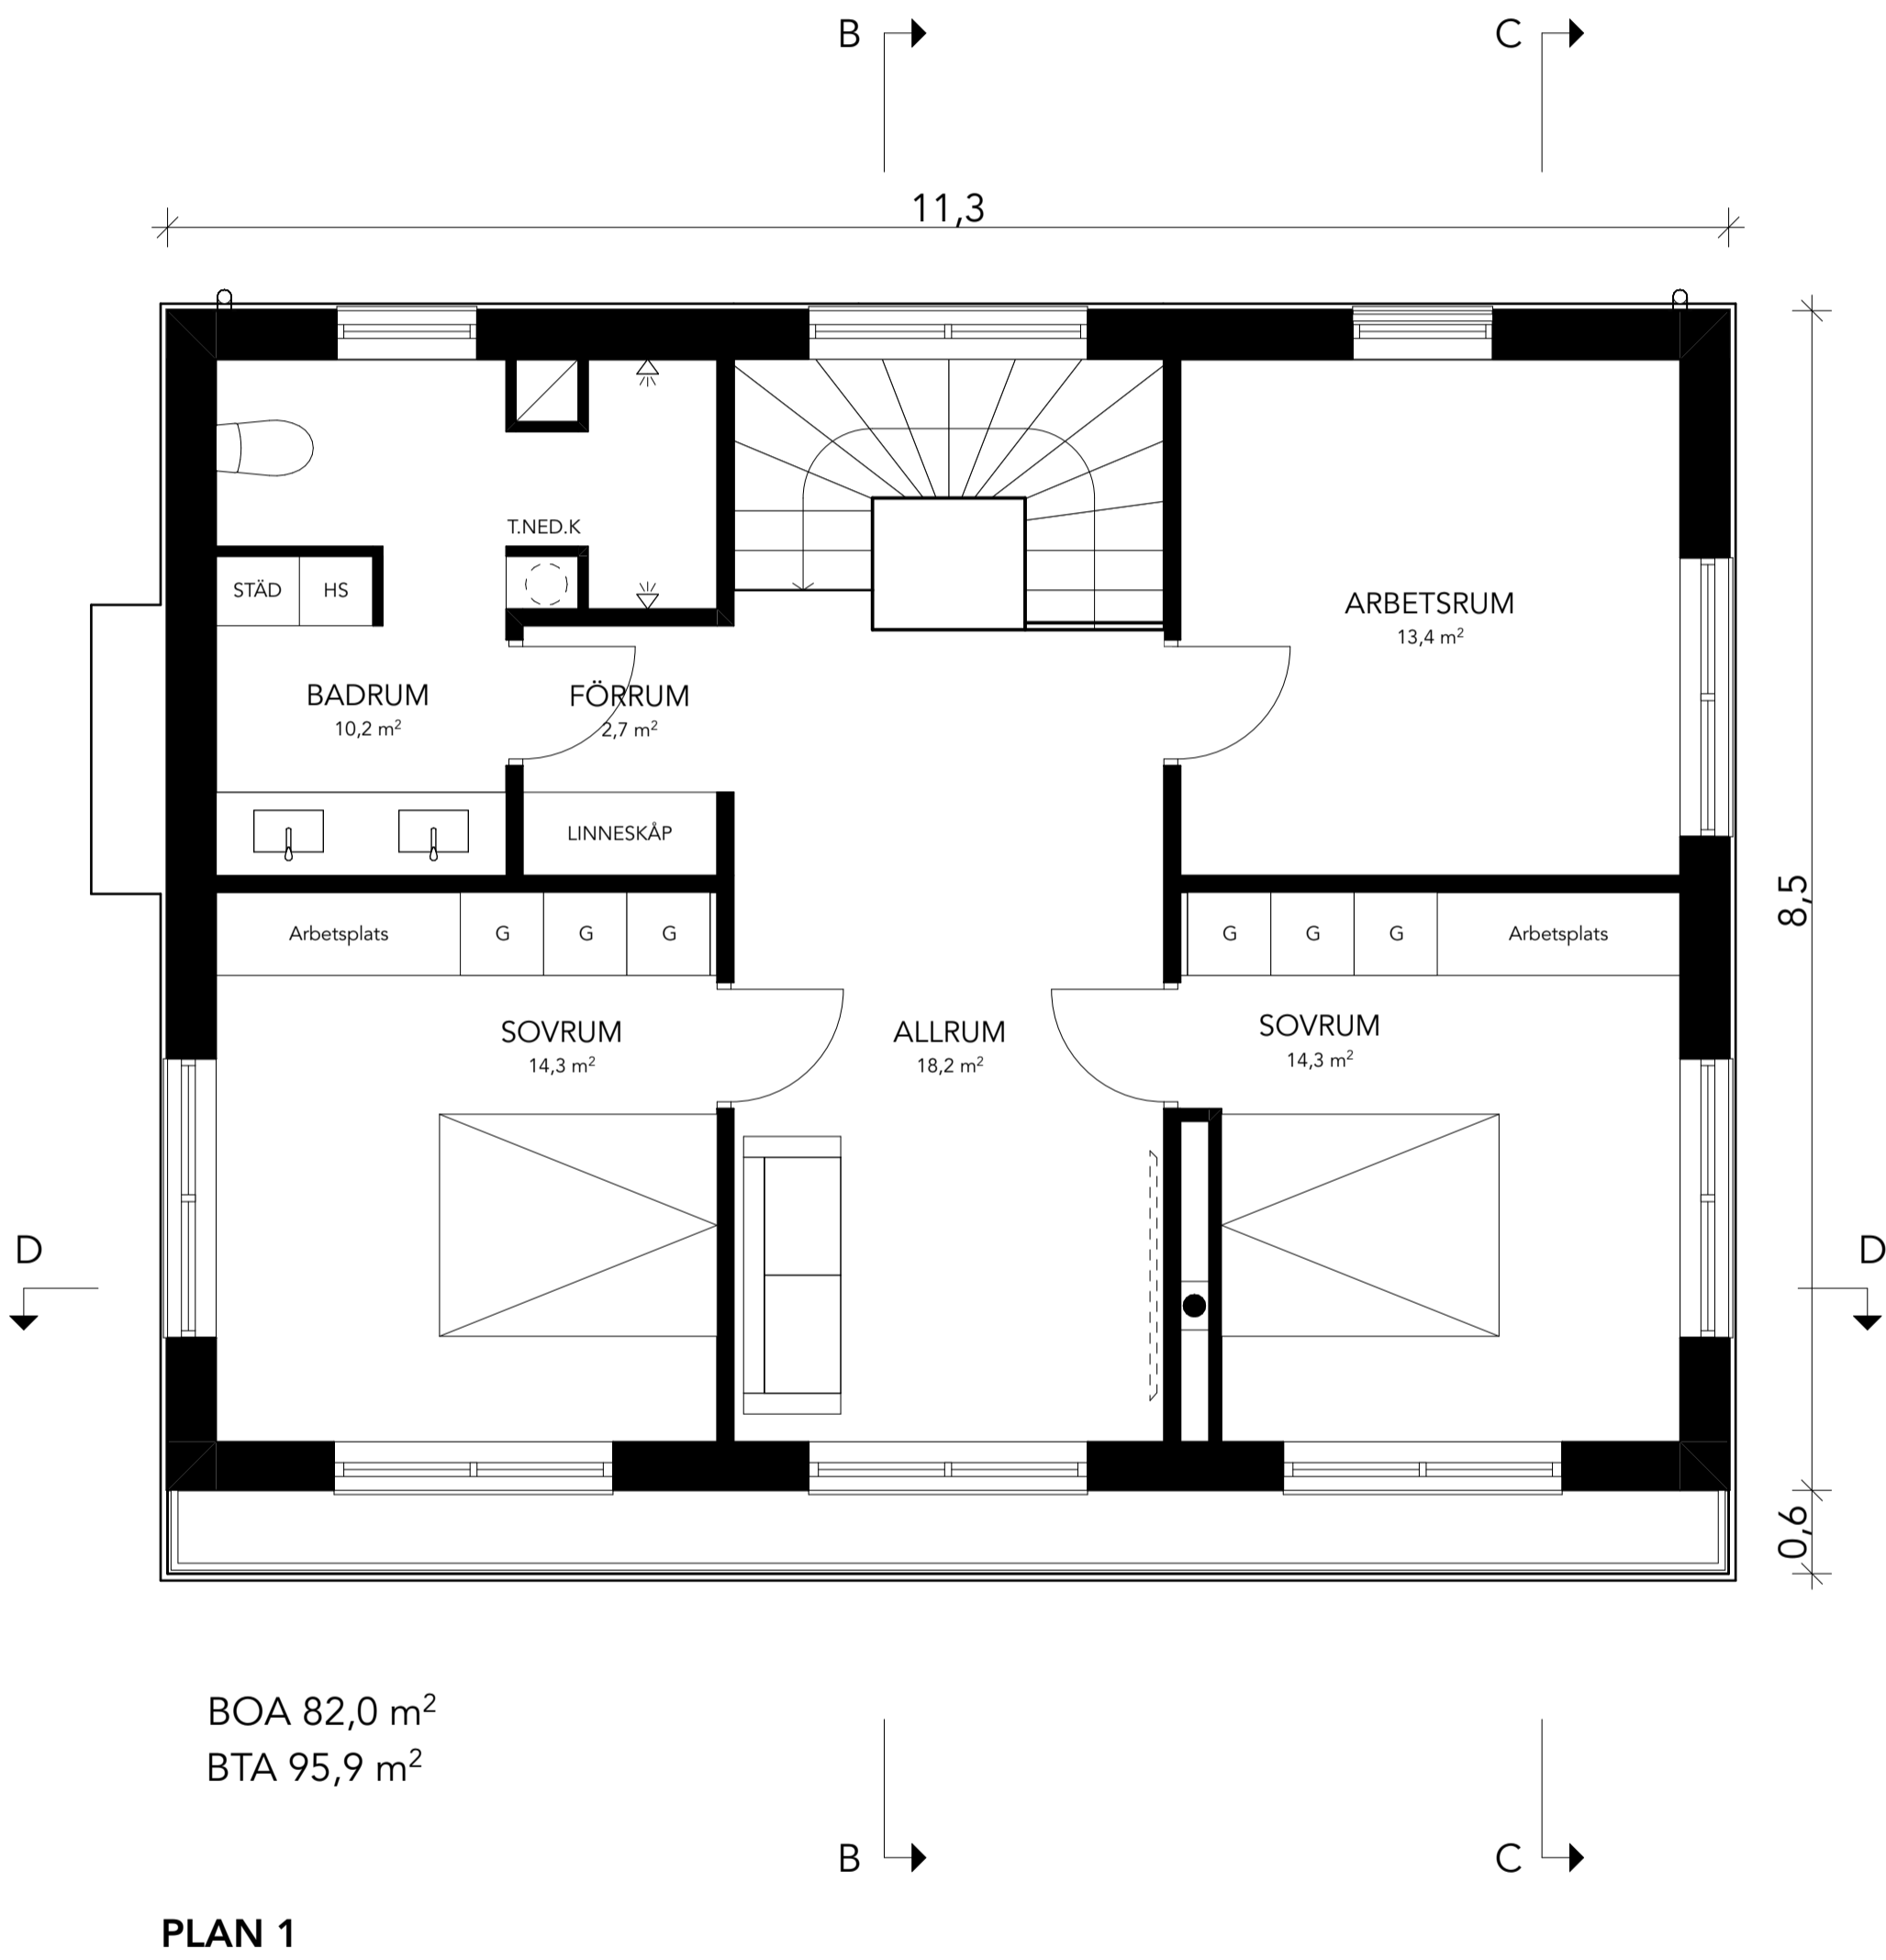 B
C
11,3
T.NED.K
STÄD
HS
ARBETSRUM
13,4 m²
BADRUM
10,2 m²
FÖRRUM
2,7 m²
LINNESKÅP
8,5
Arbetsplats
G
G
G
G
G
G
Arbetsplats
SOVRUM
14,3 m²
ALLRUM
18,2 m²
SOVRUM
14,3 m²
D
D
0,6
BOA 82,0 m²
BTA 95,9 m²
B
C
PLAN 1